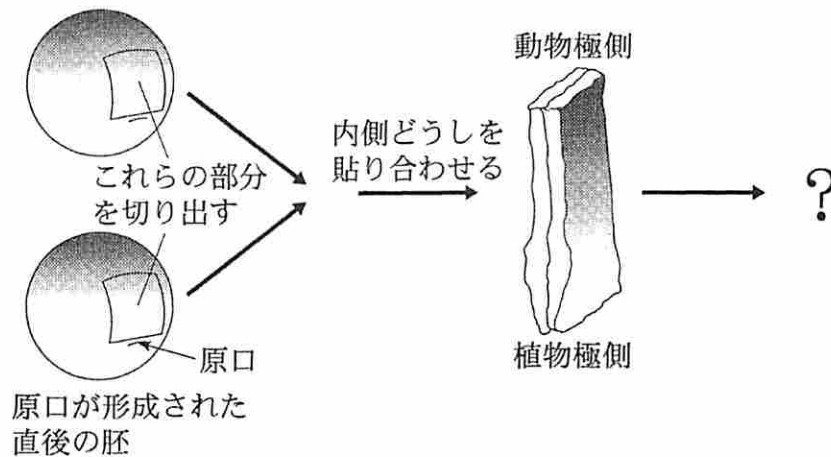 動物極側
内側どうしを
貼り合わせる
これらの部分
を切り出す
?
原口
植物極側
原口が形成された
直後の胚